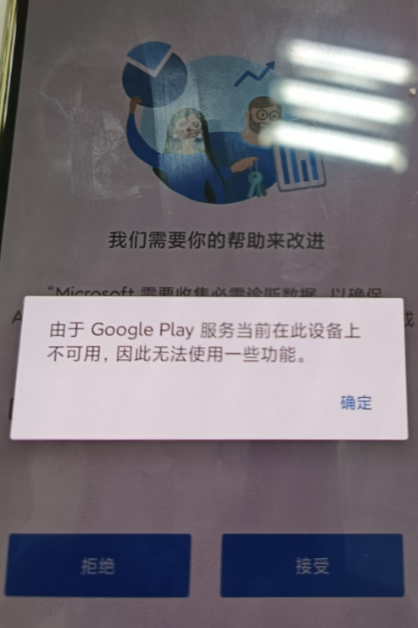 我们需要你的帮助来改进
"Microsoft 需要收集必需诊断数据，以确保
由于 Google Play 服务当前在此设备上
不可用，因此无法使用一些功能。
确定
拒绝
接受